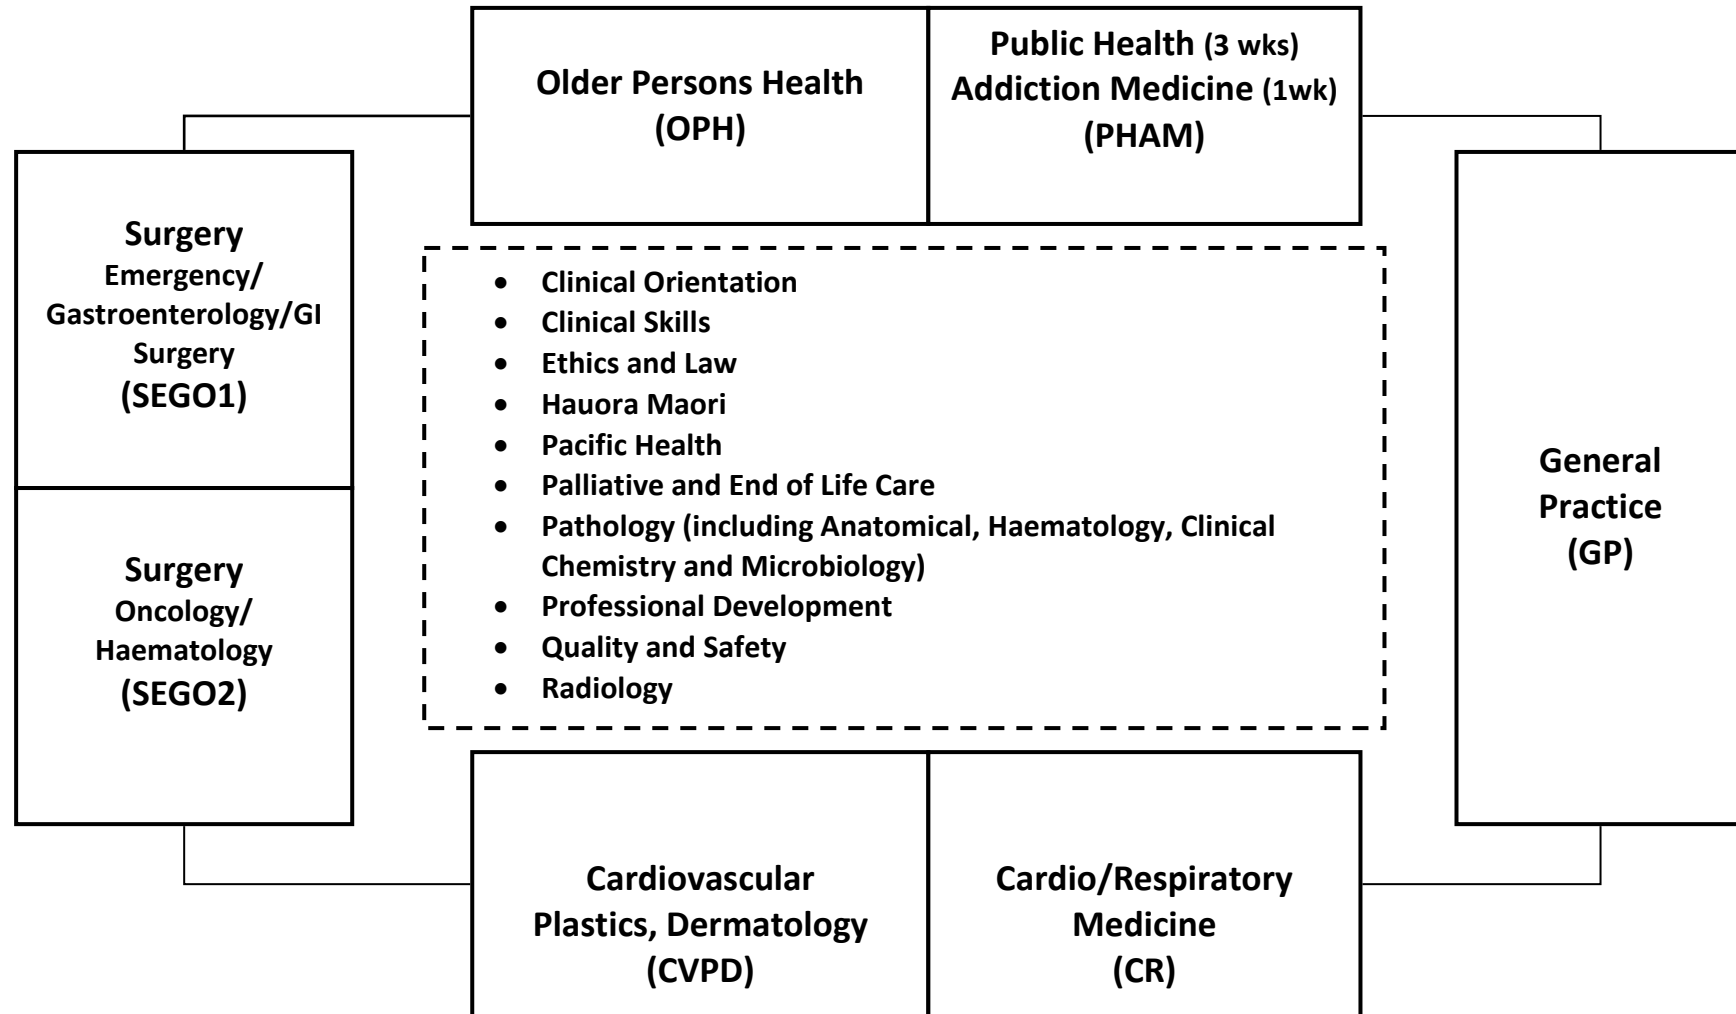 Older Persons Health
(OPH)
Public Health (3 wks)
Addiction Medicine (1wk)
(PHAM)
Surgery
Emergency/
Gastroenterology/GI
Surgery
(SEGO1)
Surgery
Oncology/
Haematology
(SEGO2)
• Clinical Orientation
• Clinical Skills
• Ethics and Law
• Hauora Maori
• Pacific Health
• Palliative and End of Life Care
• Pathology (including Anatomical, Haematology, Clinical
Chemistry and Microbiology)
• Professional Development
• Quality and Safety
• Radiology
General
Practice
(GP)
Cardiovascular
Plastics, Dermatology
(CVPD)
Cardio/Respiratory
Medicine
(CR)